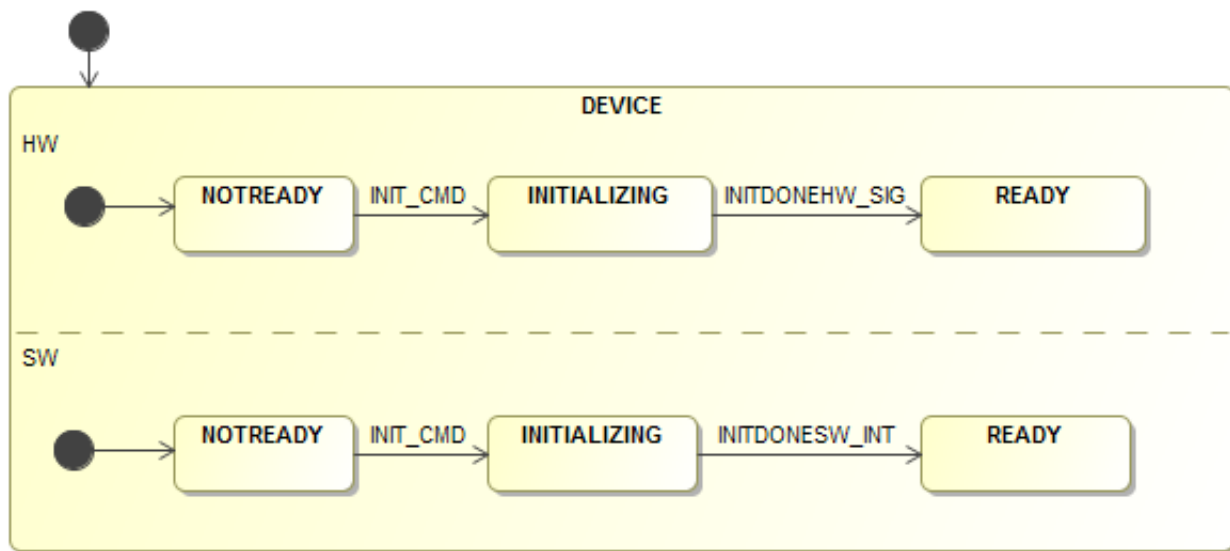 DEVICE
HW
NOTREADY INIT_CMD INITIALIZING INITDONEHW_SIG READY
SW
NOTREADY INIT_CMD INITIALIZING INITDONESW_INT READY